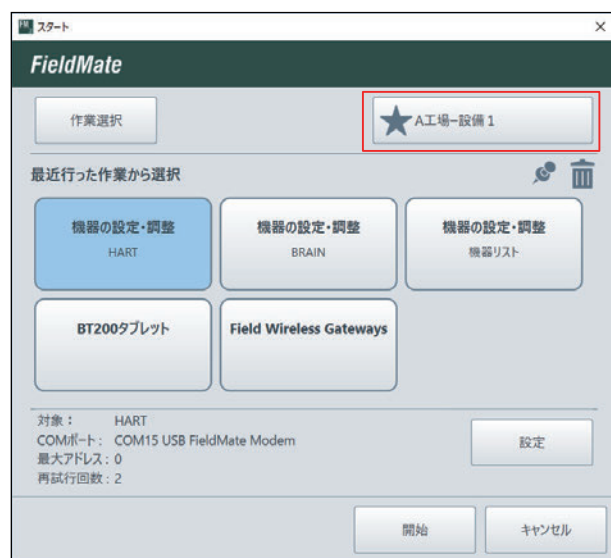 スタート
FieldMate
作業選択
A工場−設備 1
最近行った作業から選択
機器の設定・調整
HART
機器の設定・調整
BRAIN
機器の設定・調整
機器リスト
BT200タブレット
Field Wireless Gateways
対象： HART
COMポート： COM15 USB FieldMate Modem
最大アドレス：0
再試行回数：2
設定
開始
キャンセル